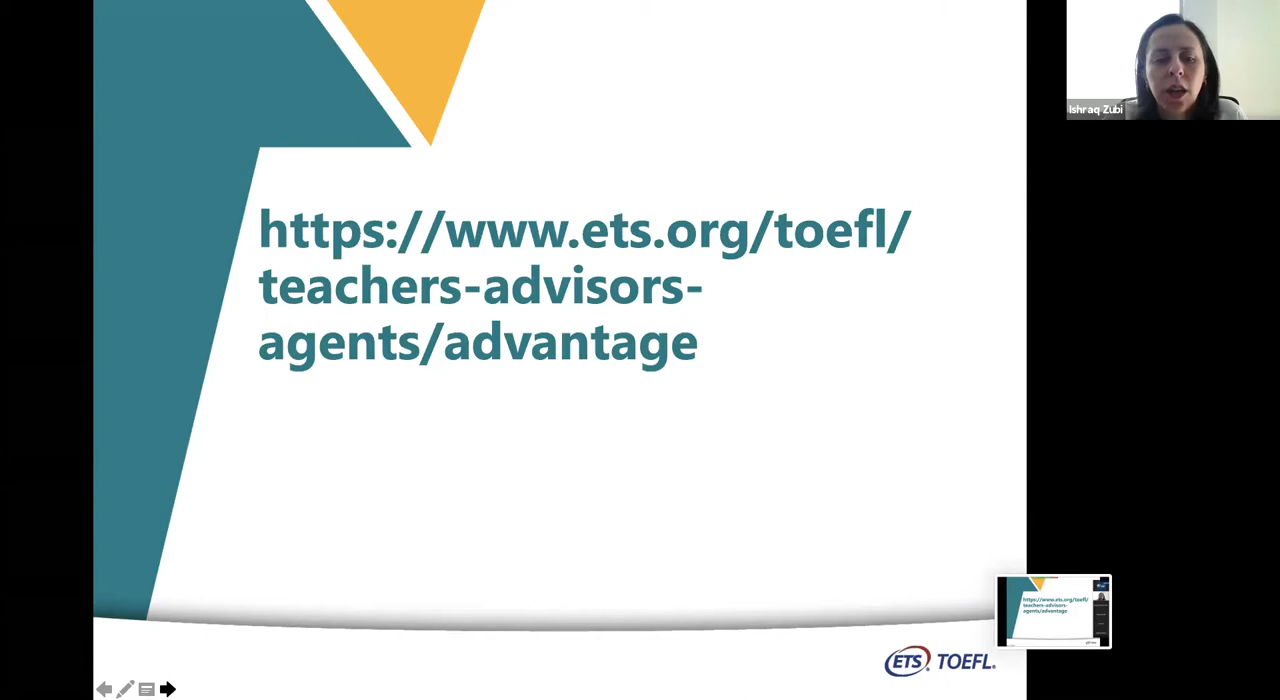 https://www.ets.org/toefl/
teachers-advisors-
agents/advantage
Ishraq Zubi
https://www.ets.org/toefl/
teachers-advisors-
agents/advantage
ETS® TOEFL®